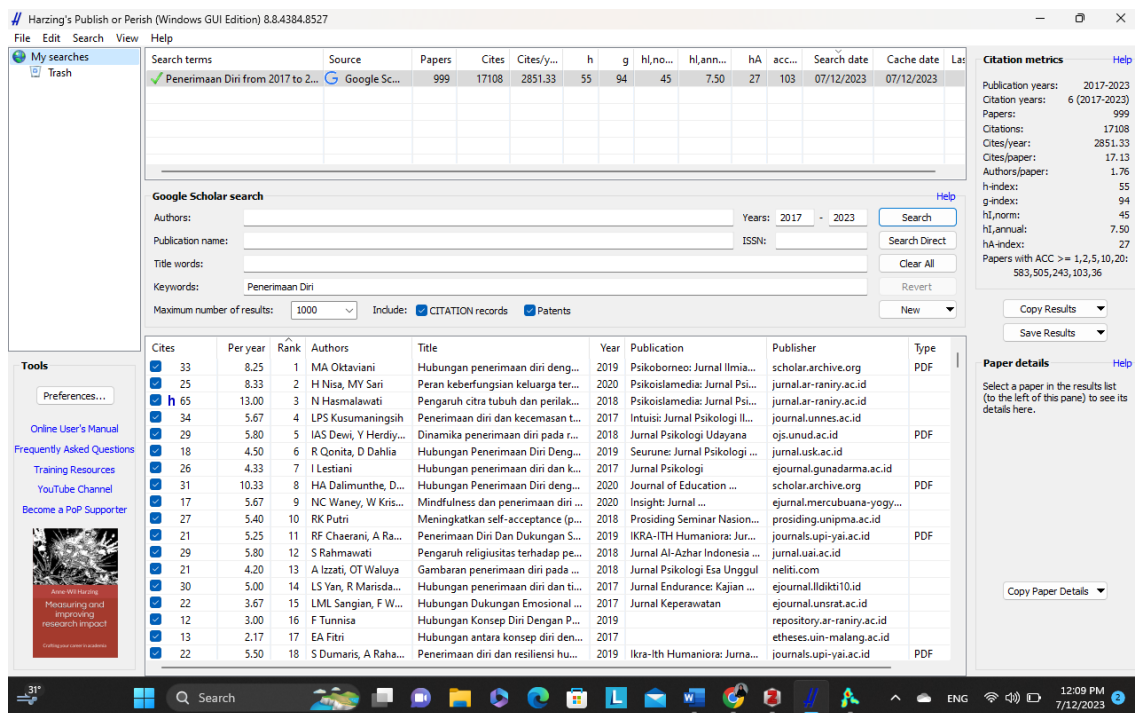 Harzing's Publish or Perish (Windows GUI Edition) 8.8.4384.8527
File Edit Search View Help
My searches
Trash
Search terms Source Papers Cites Cites/y... h g hI,no... hI,ann... hA acc... Search date Cache date Las
Penerimaan Diri from 2017 to 2... Google Sc... 999 17108 2851.33 55 94 45 7.50 27 103 07/12/2023 07/12/2023
Google Scholar search Help
Authors: Years: 2017 - 2023 Search
Publication name: ISSN: Search Direct
Title words: Clear All
Keywords: Penerimaan Diri Revert
Maximum number of results: 1000 Include: CITATION records Patents New
Cites Per year Rank Authors Title Year Publication Publisher Type
33 8.25 1 MA Oktaviani Hubungan penerimaan diri deng... 2019 Psikoborneo: Jurnal Ilmia... scholar.archive.org PDF
25 8.33 2 H Nisa, MY Sari Peran keberfungsian keluarga ter... 2020 Psikoislamedia: Jurnal Psi... jurnal.ar-raniry.ac.id
h 65 13.00 3 N Hasmalawati Pengaruh citra tubuh dan perilak... 2018 Psikoislamedia: Jurnal Psi... jurnal.ar-raniry.ac.id
34 5.67 4 LPS Kusumaningsih Penerimaan diri dan kecemasan t... 2017 Intuisi: Jurnal Psikologi Il... journal.unnes.ac.id
29 5.80 5 IAS Dewi, Y Herdiy... Dinamika penerimaan diri pada r... 2018 Jurnal Psikologi Udayana ojs.unud.ac.id PDF
18 4.50 6 R Qonita, D Dahlia Hubungan Penerimaan Diri Deng... 2019 Seurune: Jurnal Psikologi ... jurnal.usk.ac.id
26 4.33 7 I Lestiani Hubungan penerimaan diri dan k... 2017 Jurnal Psikologi ejournal.gunadarma.ac.id
31 10.33 8 HA Dalimunthe, D... Hubungan Penerimaan Diri deng... 2020 Journal of Education ... scholar.archive.org PDF
17 5.67 9 NC Waney, W Kris... Mindfulness dan penerimaan diri ... 2020 Insight: Jurnal ... ejurnal.mercubuana-yogy...
27 5.40 10 RK Putri Meningkatkan self-acceptance (p... 2018 Prosiding Seminar Nasion... prosiding.unipma.ac.id
21 5.25 11 RF Chaerani, A Ra... Penerimaan Diri Dan Dukungan S... 2019 IKRA-ITH Humaniora: Jur... journals.upi-yai.ac.id PDF
29 5.80 12 S Rahmawati Pengaruh religiusitas terhadap pe... 2018 Jurnal Al-Azhar Indonesia ... jurnal.uai.ac.id
21 4.20 13 A Izzati, OT Waluya Gambaran penerimaan diri pada ... 2018 Jurnal Psikologi Esa Unggul neliti.com
30 5.00 14 LS Yan, R Marisda... Hubungan penerimaan diri dan ti... 2017 Jurnal Endurance: Kajian ... ejournal.lldikti10.id
22 3.67 15 LML Sangian, F W... Hubungan Dukungan Emosional ... 2017 Jurnal Keperawatan ejournal.unsrat.ac.id
12 3.00 16 F Tunnisa Hubungan Konsep Diri Dengan P... 2019 repository.ar-raniry.ac.id
13 2.17 17 EA Fitri Hubungan antara konsep diri den... 2017 etheses.uin-malang.ac.id
22 5.50 18 S Dumaris, A Raha... Penerimaan diri dan resiliensi hu... 2019 Ikra-Ith Humaniora: Jurna... journals.upi-yai.ac.id PDF
Citation metrics Help
Publication years: 2017-2023
Citation years: 6 (2017-2023)
Papers: 999
Citations: 17108
Cites/year: 2851.33
Cites/paper: 17.13
Authors/paper: 1.76
h-index: 55
g-index: 94
hI,norm: 45
hI,annual: 7.50
hA-index: 27
Papers with ACC >= 1,2,5,10,20:
583,505,243,103,36
Copy Results
Save Results
Paper details Help
Select a paper in the results list
(to the left of this pane) to see its
details here.
Copy Paper Details
Tools
Preferences...
Online User's Manual
Frequently Asked Questions
Training Resources
YouTube Channel
Become a PoP Supporter
Anne-Wil Harzing
Measuring and
improving
research impact
Crafting your career in academia
31°
Search
ENG
12:09 PM
7/12/2023
2